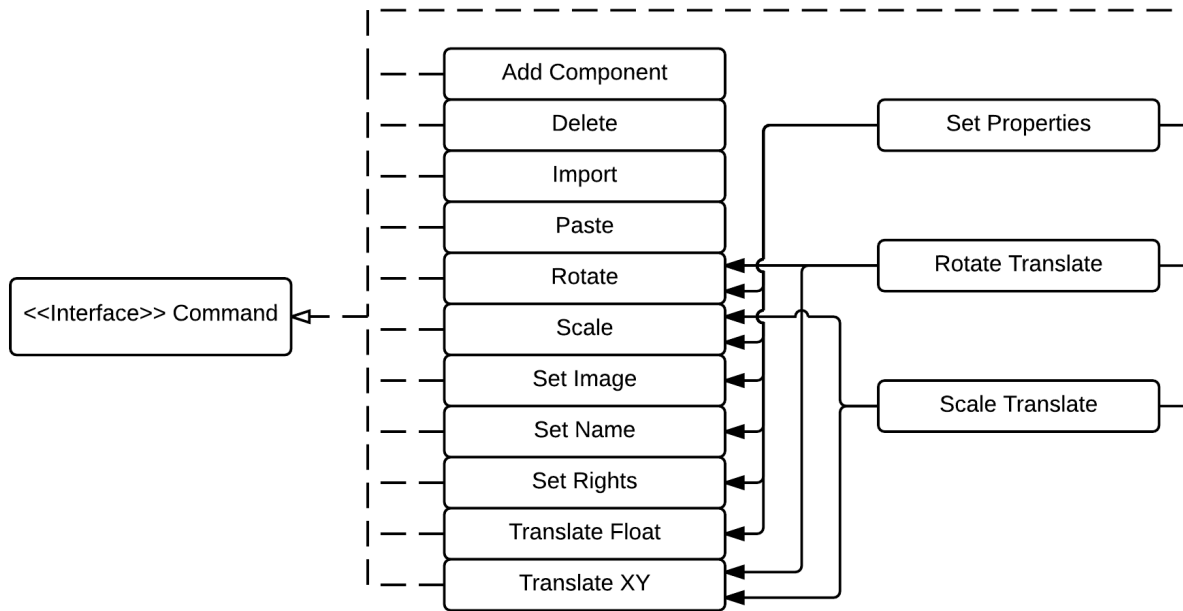 Add Component
Delete
Set Properties
Import
Paste
Rotate
Rotate Translate
<<Interface>> Command
Scale
Set Image
Scale Translate
Set Name
Set Rights
Translate Float
Translate XY